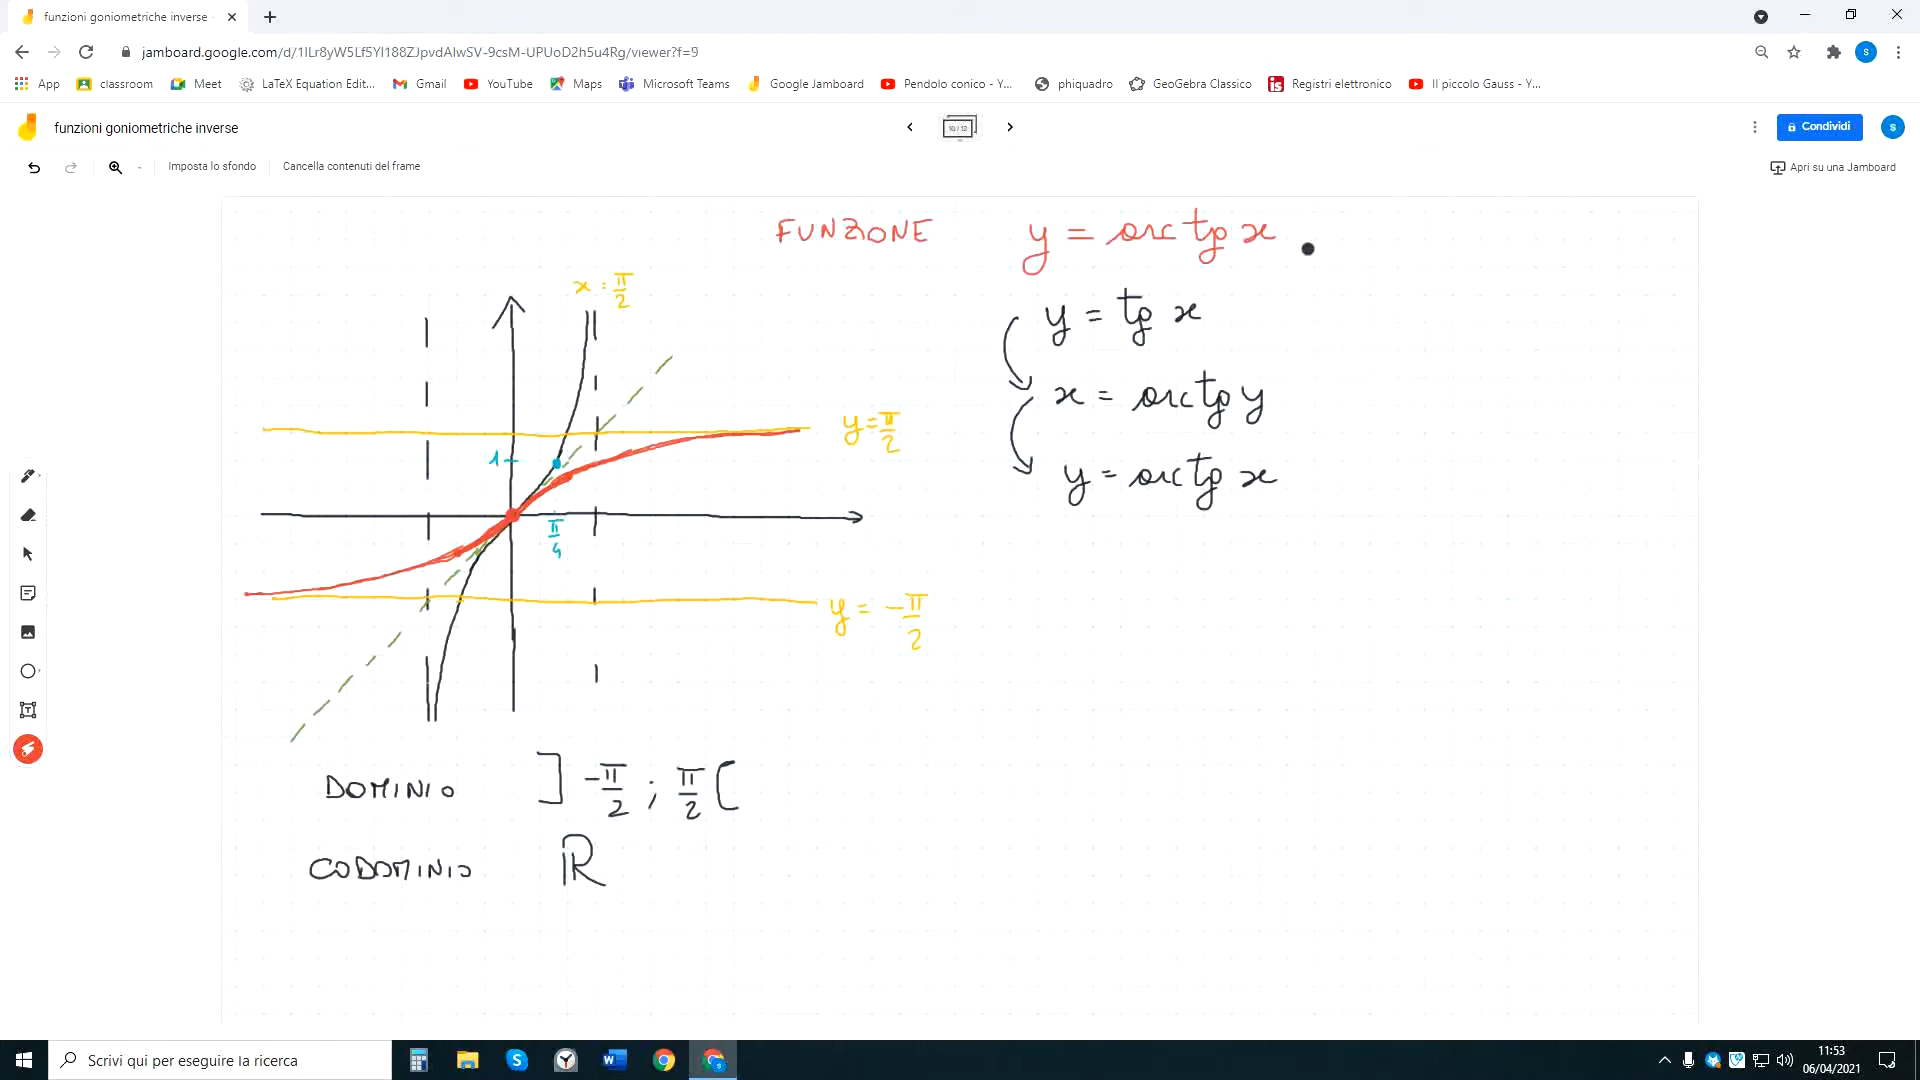 funzioni goniometriche inverse -
jamboard.google.com/d/1ILr8yW5Lf5Yl188ZJpvdAlwSV-9csM-UPUoD2h5u4Rg/viewer?f=9
App classroom Meet LaTeX Equation Edit... Gmail YouTube Maps Microsoft Teams Google Jamboard Pendolo conico - Y... phiquadro GeoGebra Classico Registri elettronico Il piccolo Gauss - Y...
funzioni goniometriche inverse
10 / 12
Condividi
Imposta lo sfondo Cancella contenuti del frame
Apri su una Jamboard
FUNZIONE y = arctg x
x = π/2
y = tg x
x = arctg y
y = π/2
1
y = arctg x
π/4
y = -π/2
DOMINIO ] -π/2 ; π/2 [
CODOMINIO ℝ
Scrivi qui per eseguire la ricerca
11:53
06/04/2021